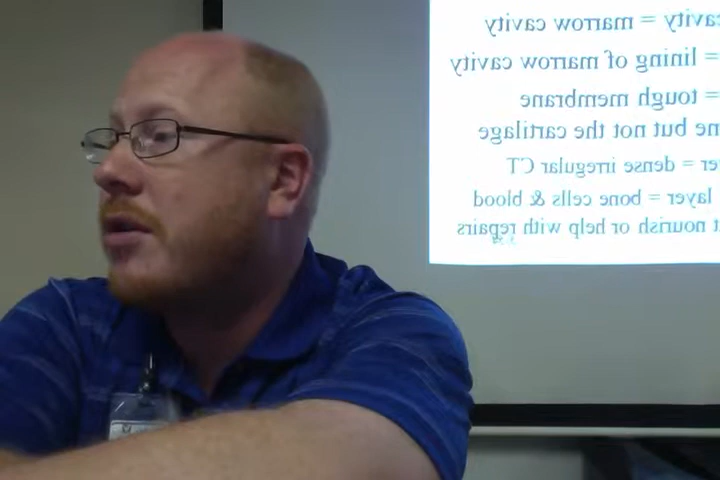 cavity = marrow cavity
= lining of marrow cavity
= tough membrane
but not the cartilage
= dense irregular CT
layer = bone cells & blood
nourish or help with repairs